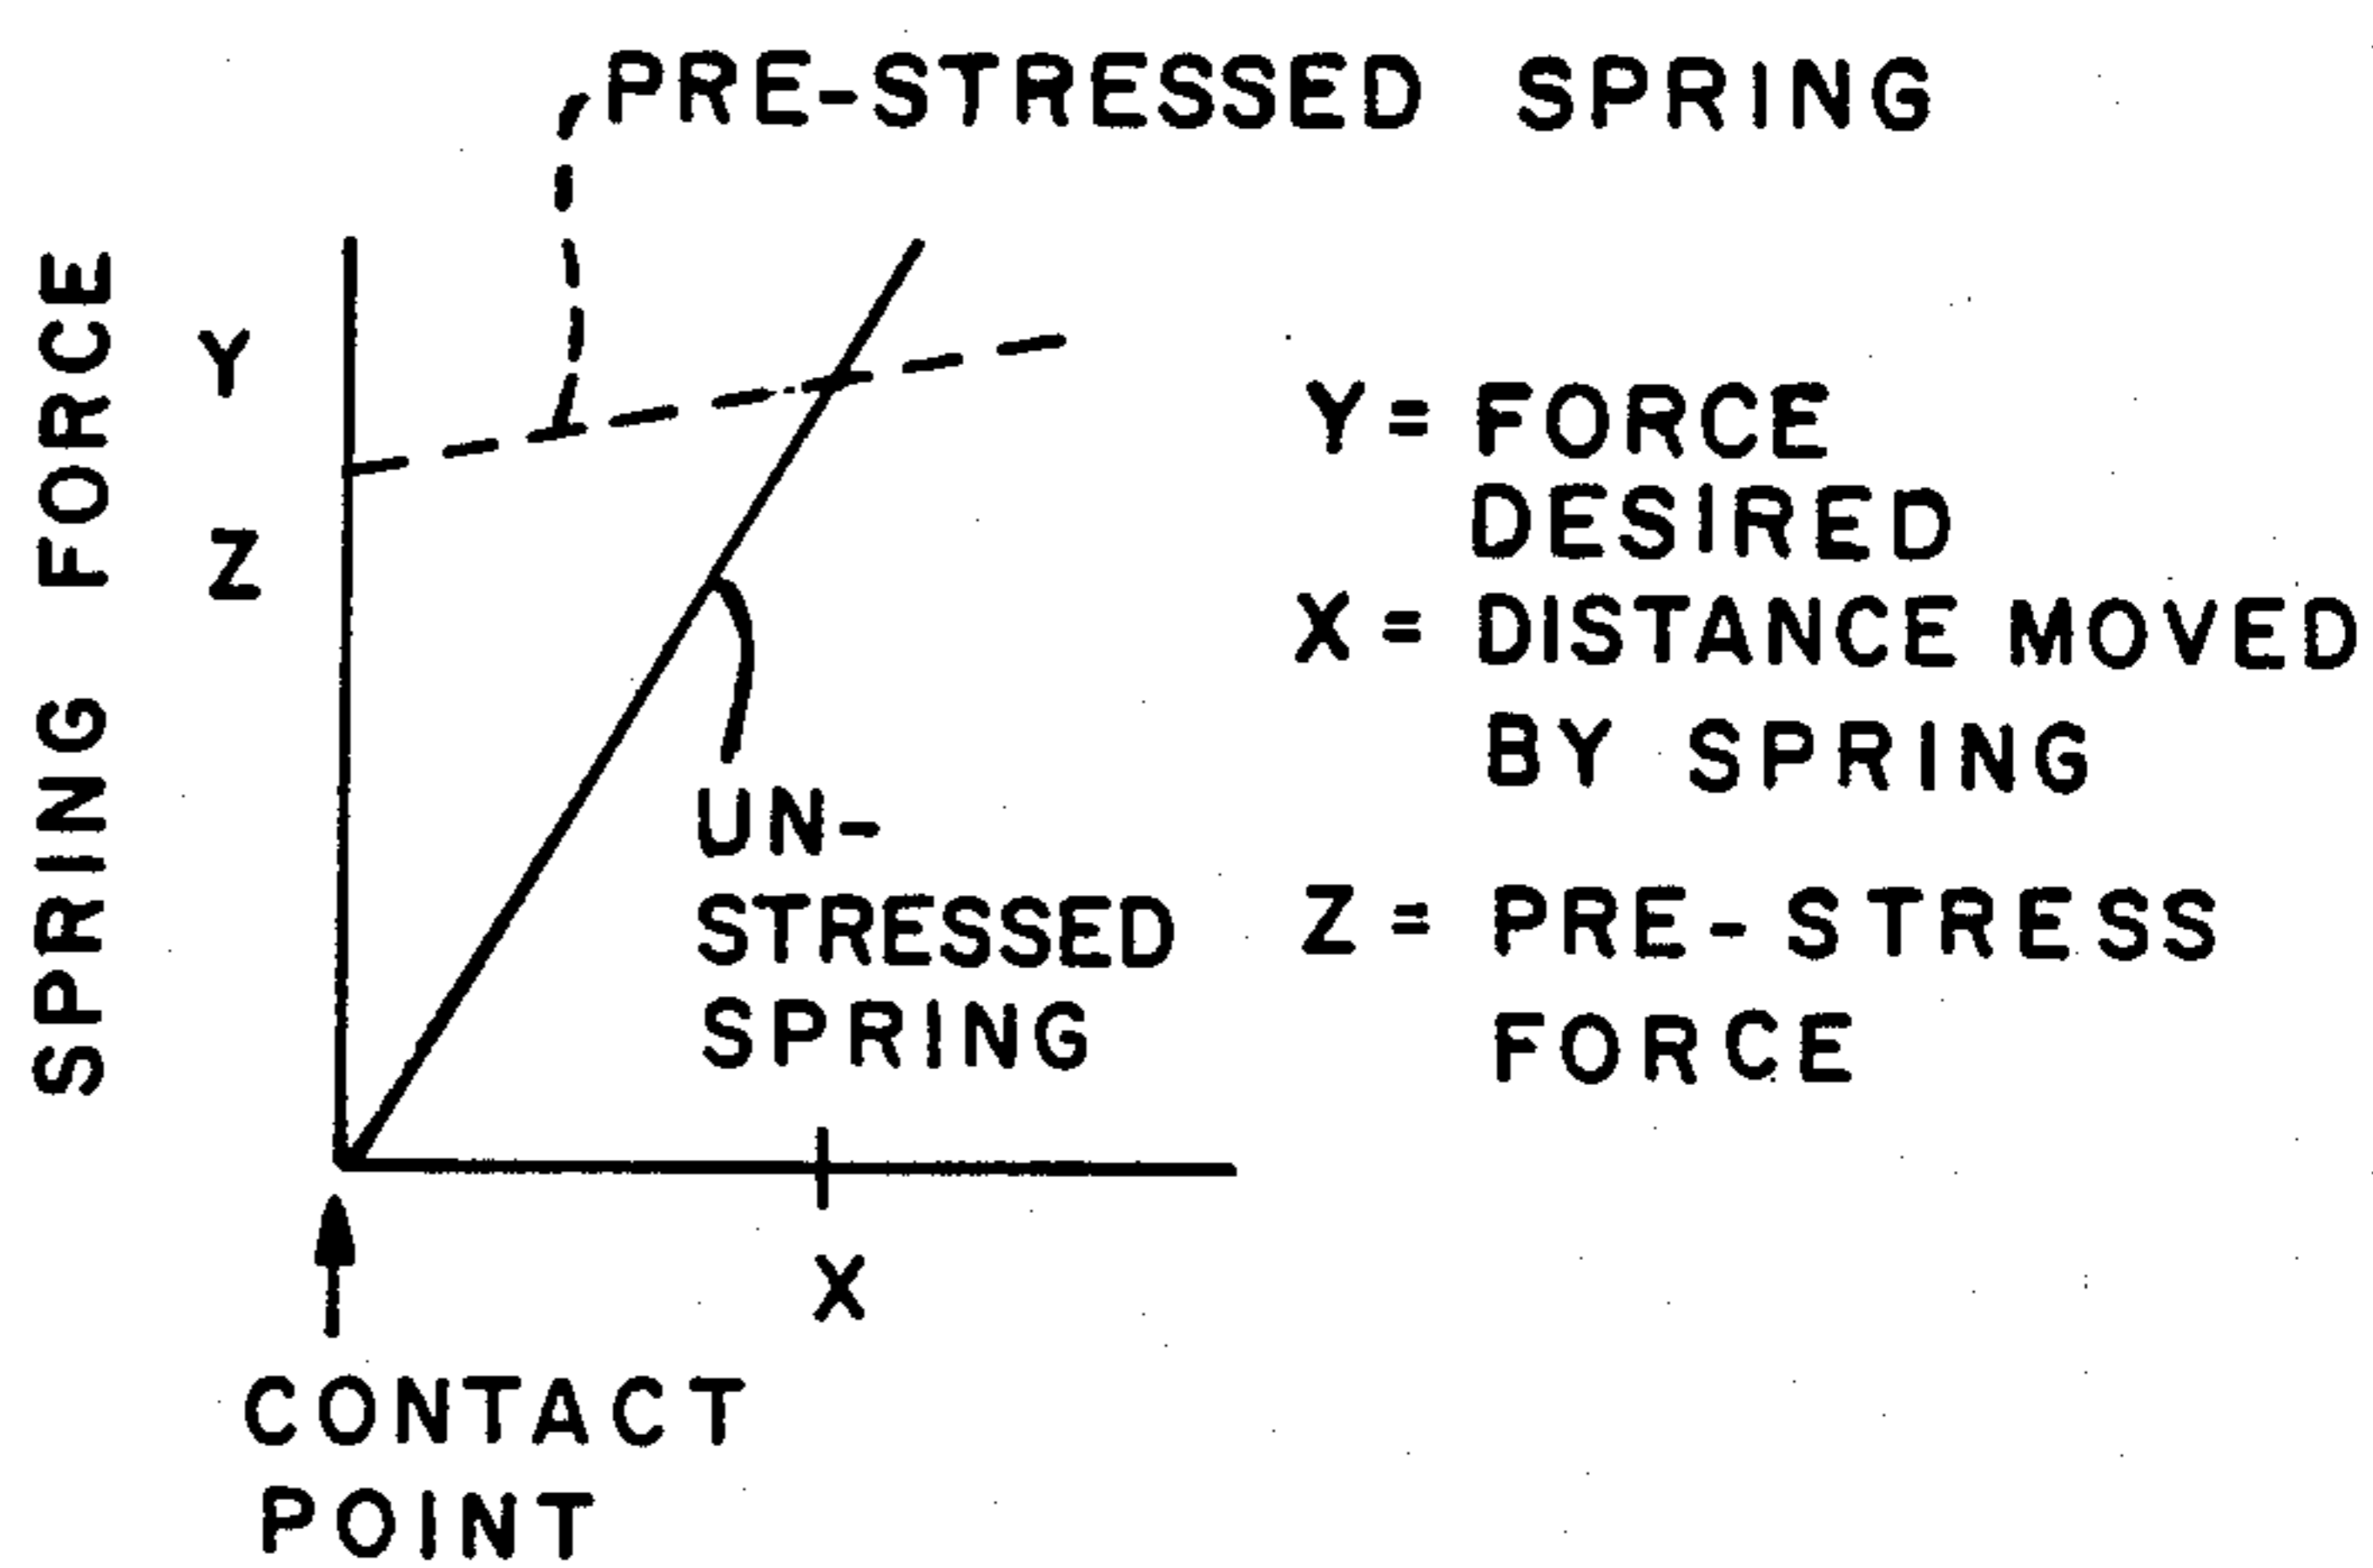 PRE-STRESSED SPRING
SPRING FORCE
Y
Z
UN-
STRESSED
SPRING
X
CONTACT
POINT
Y = FORCE
DESIRED
X = DISTANCE MOVED
BY SPRING
Z = PRE-STRESS
FORCE